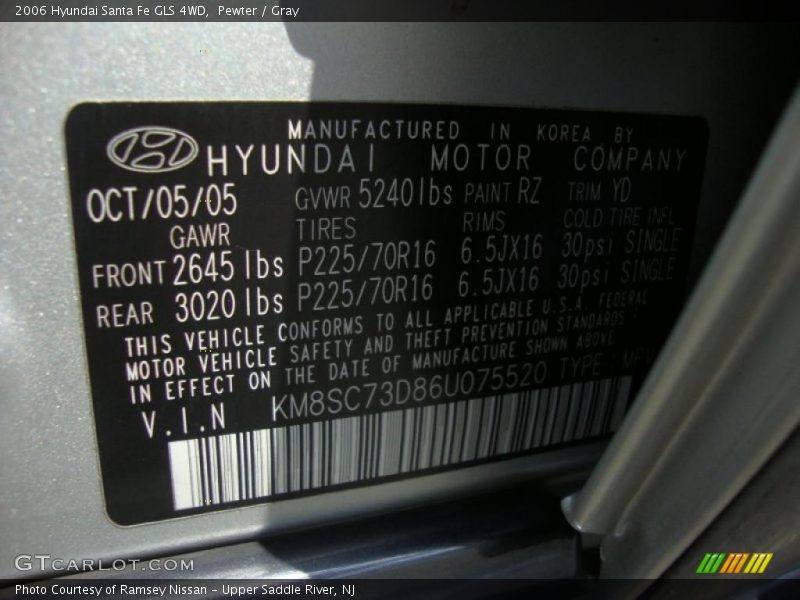 2006 Hyundai Santa Fe GLS 4WD, Pewter / Gray
MANUFACTURED IN KOREA BY
HYUNDAI MOTOR COMPANY
OCT/05/05 GVWR 5240lbs PAINT RZ TRIM YD
GAWR TIRES RIMS COLD TIRE INFL
FRONT 2645 lbs P225/70R16 6.5JX16 30psi SINGLE
REAR 3020 lbs P225/70R16 6.5JX16 30psi SINGLE
THIS VEHICLE CONFORMS TO ALL APPLICABLE U.S.A. FEDERAL
MOTOR VEHICLE SAFETY AND THEFT PREVENTION STANDARDS
IN EFFECT ON THE DATE OF MANUFACTURE SHOWN ABOVE
V.I.N KM8SC73D86U075520 TYPE : MPV
GTCARLOT.COM
Photo Courtesy of Ramsey Nissan - Upper Saddle River, NJ